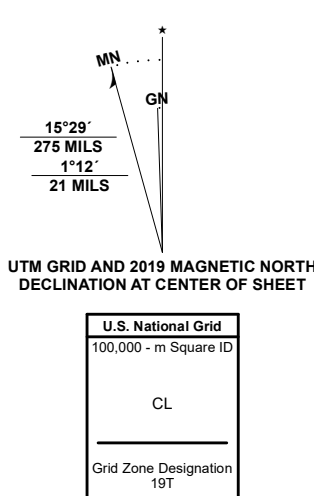 ★
MN
GN
15°29´
275 MILS
1°12´
21 MILS
UTM GRID AND 2019 MAGNETIC NORTH
DECLINATION AT CENTER OF SHEET
U.S. National Grid
100,000 - m Square ID
CL
Grid Zone Designation
19T